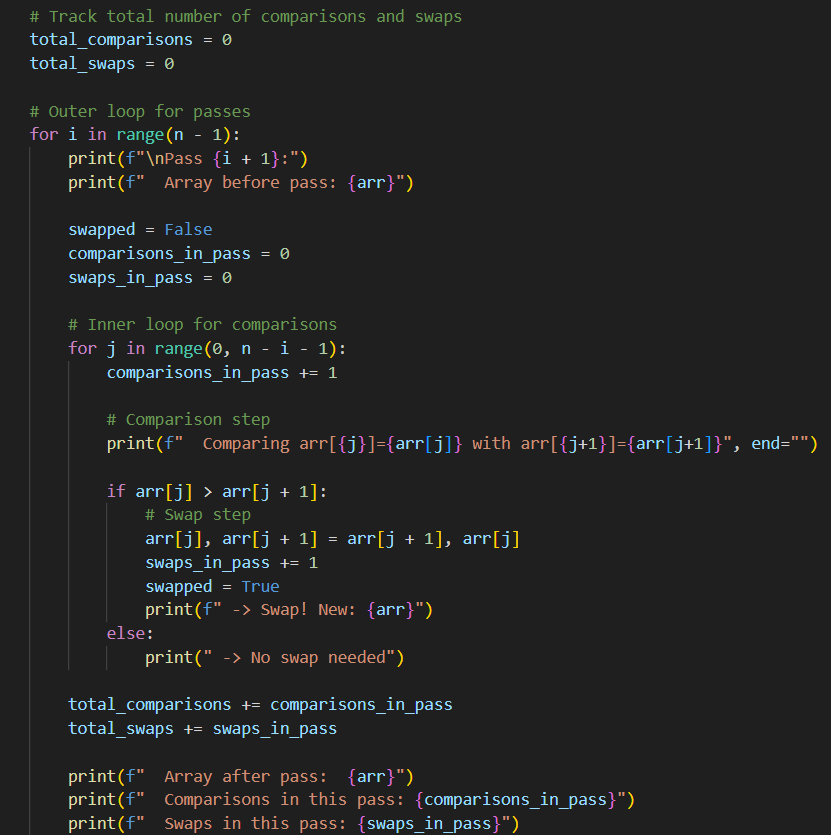 # Track total number of comparisons and swaps
total_comparisons = 0
total_swaps = 0

# Outer loop for passes
for i in range(n - 1):
    print(f"\nPass {i + 1}:")
    print(f"  Array before pass: {arr}")

    swapped = False
    comparisons_in_pass = 0
    swaps_in_pass = 0

    # Inner loop for comparisons
    for j in range(0, n - i - 1):
        comparisons_in_pass += 1

        # Comparison step
        print(f"  Comparing arr[{j}]={arr[j]} with arr[{j+1}]={arr[j+1]}", end="")

        if arr[j] > arr[j + 1]:
            # Swap step
            arr[j], arr[j + 1] = arr[j + 1], arr[j]
            swaps_in_pass += 1
            swapped = True
            print(f" -> Swap! New: {arr}")
        else:
            print(" -> No swap needed")

    total_comparisons += comparisons_in_pass
    total_swaps += swaps_in_pass

    print(f"  Array after pass:  {arr}")
    print(f"  Comparisons in this pass: {comparisons_in_pass}")
    print(f"  Swaps in this pass: {swaps_in_pass}")